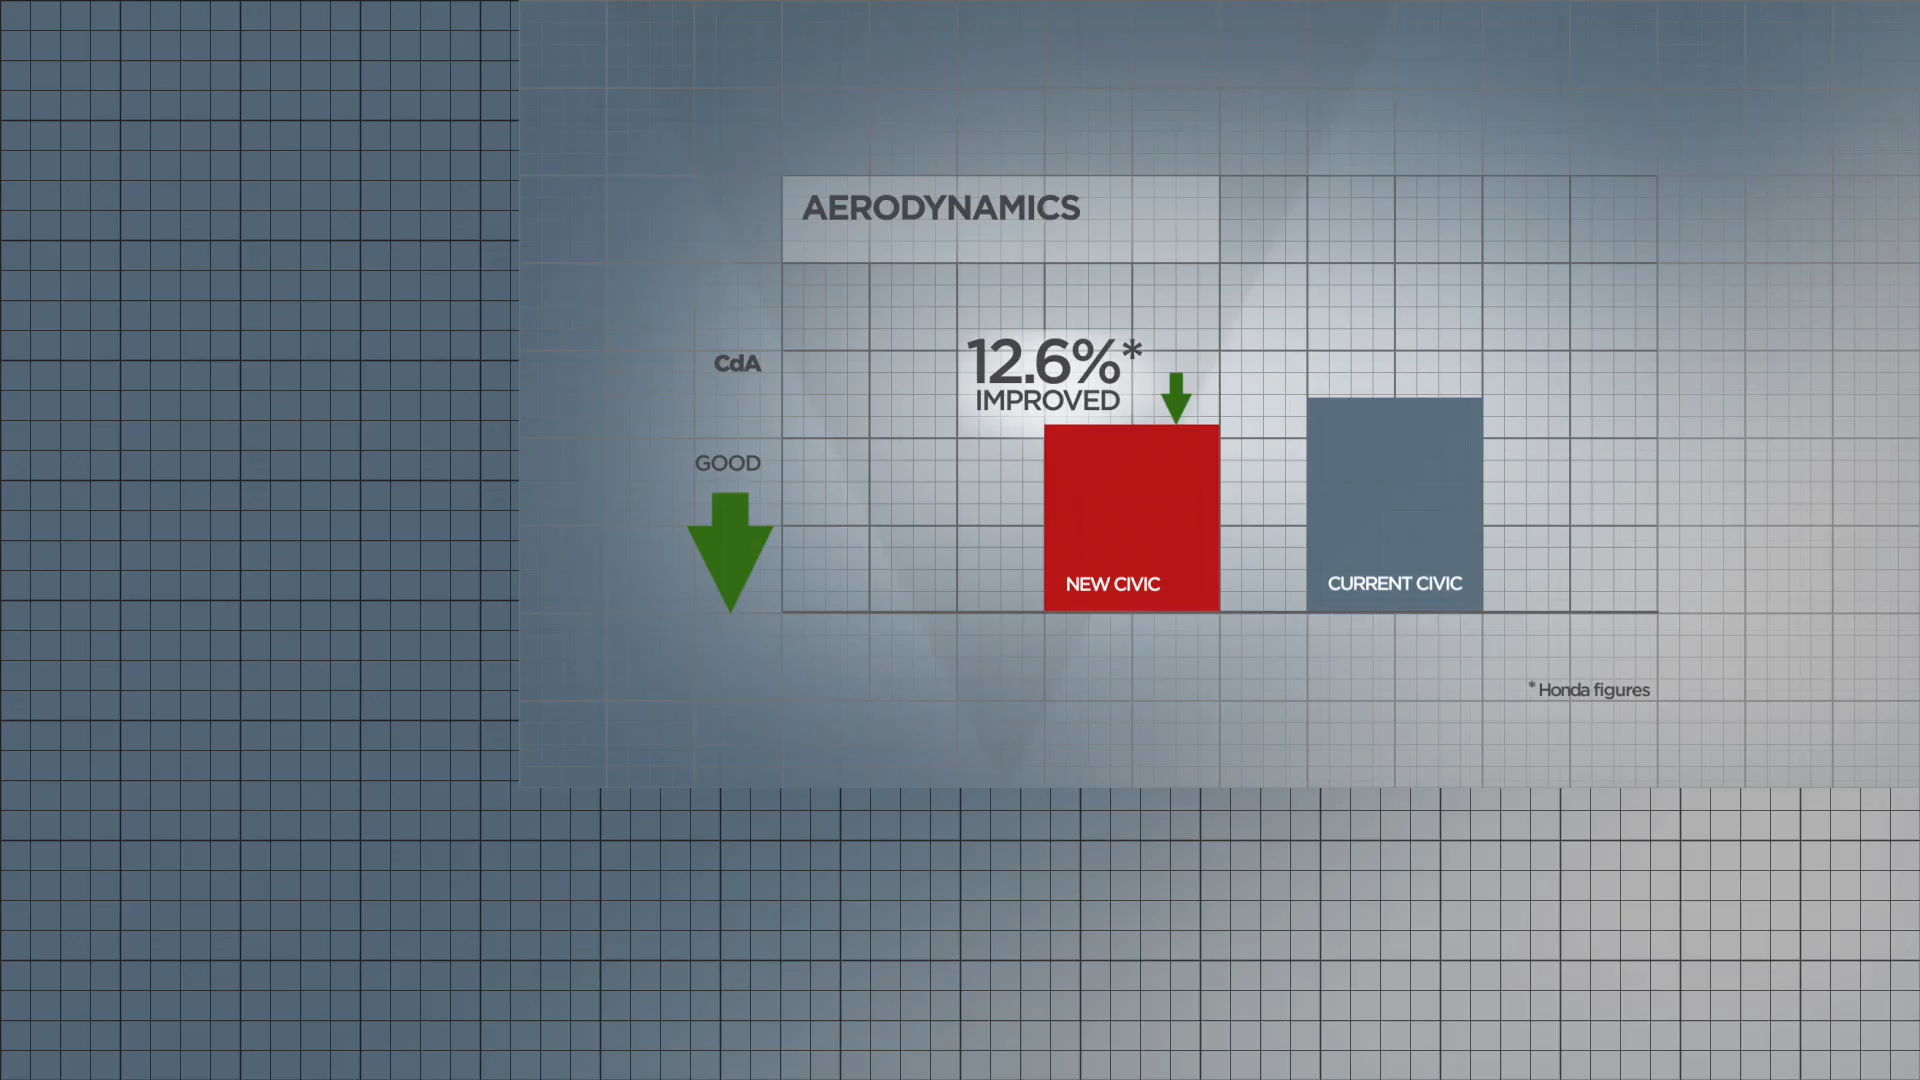 AERODYNAMICS
CdA
12.6%*
IMPROVED
GOOD
NEW CIVIC
CURRENT CIVIC
* Honda figures